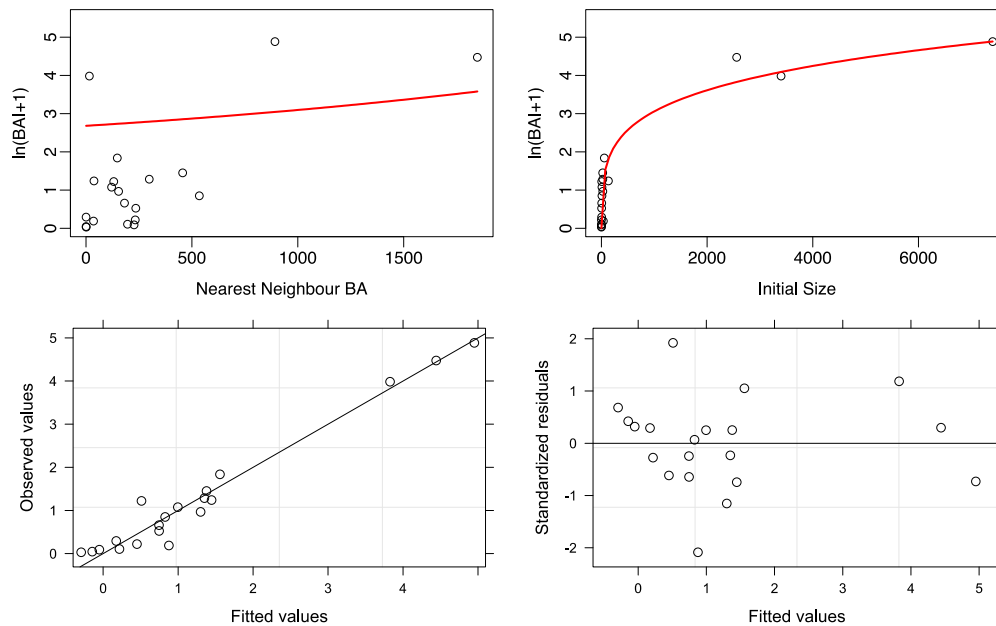 ln(BAI+1)
0 1 2 3 4 5
0 500 1000 1500
Nearest Neighbour BA
ln(BAI+1)
0 1 2 3 4 5
0 2000 4000 6000
Initial Size
Observed values
0 1 2 3 4 5
0 1 2 3 4
Fitted values
Standardized residuals
-2 -1 0 1 2
0 1 2 3 4 5
Fitted values